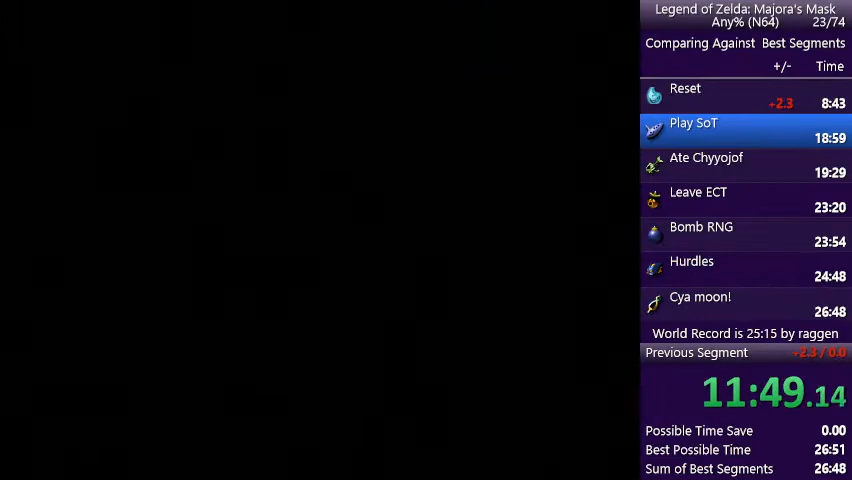 Legend of Zelda: Majora's Mask
Any% (N64) 23/74
Comparing Against Best Segments
+/- Time
Reset
+2.3 8:43
Play SoT
18:59
Ate Chyyojof
19:29
Leave ECT
23:20
Bomb RNG
23:54
Hurdles
24:48
Cya moon!
26:48
World Record is 25:15 by raggen
Previous Segment +2.3 / 0.0
11:49.14
Possible Time Save 0.00
Best Possible Time 26:51
Sum of Best Segments 26:48